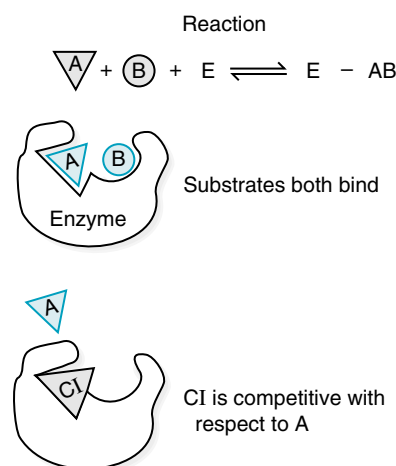 Reaction
A + B + E ⇌ E – AB
A B
Enzyme
Substrates both bind
A
CI
CI is competitive with
respect to A